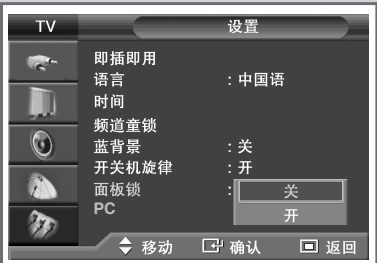 TV 设置
即插即用
语言 : 中国语
时间
频道童锁
蓝背景 : 关
开关机旋律 : 开
面板锁 : 关
开
PC
移动 确认 返回